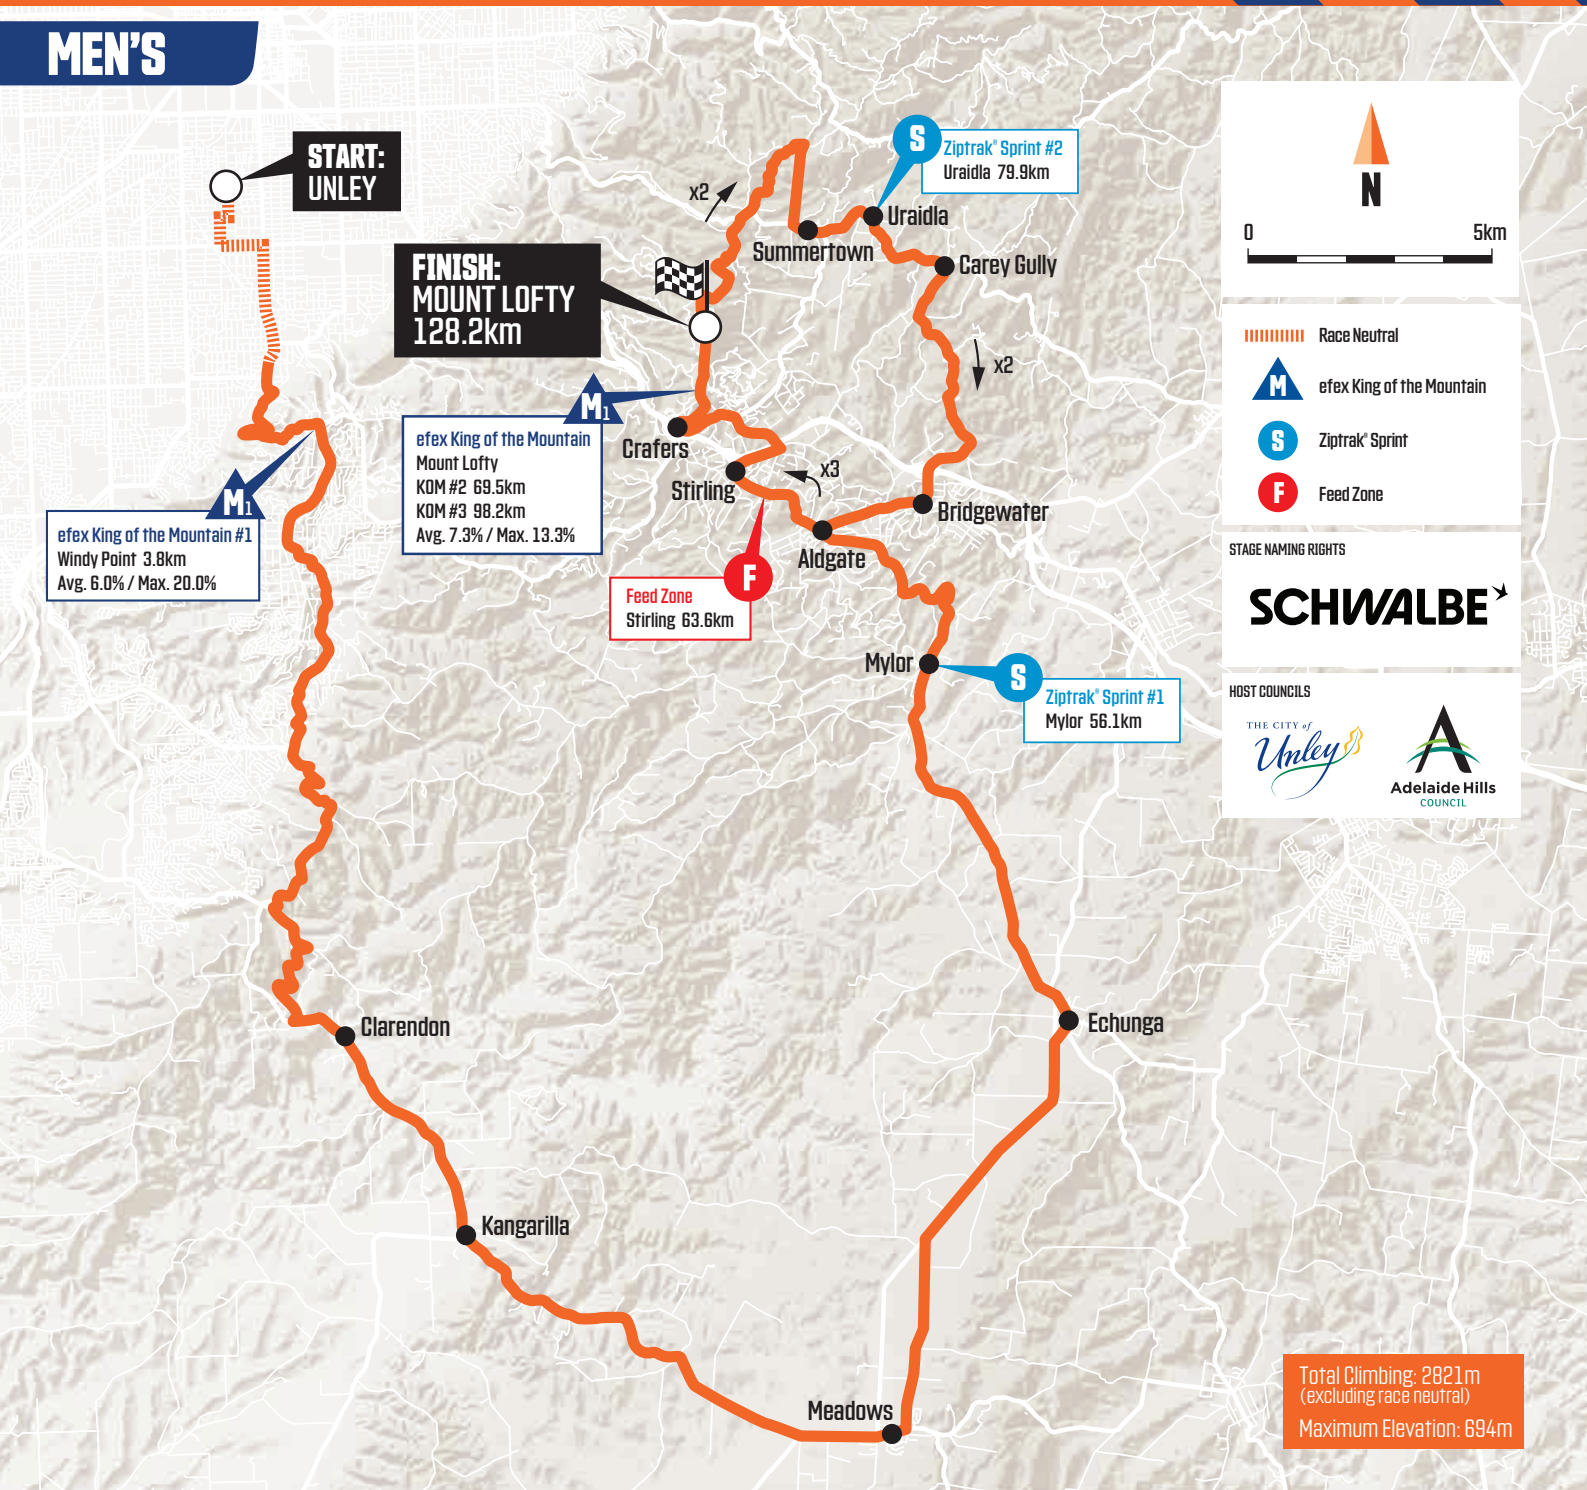 MEN'S
START:
UNLEY
FINISH:
MOUNT LOFTY
128.2km
x2
S
Ziptrak® Sprint #2
Uraidla 79.9km
Uraidla
Summertown
Carey Gully
x2
M1
efex King of the Mountain
Mount Lofty
KOM #2 69.5km
KOM #3 98.2km
Avg. 7.3% / Max. 13.3%
Crafers
x3
Stirling
Bridgewater
Aldgate
M1
efex King of the Mountain #1
Windy Point 3.8km
Avg. 6.0% / Max. 20.0%
F
Feed Zone
Stirling 63.6km
Mylor
S
Ziptrak® Sprint #1
Mylor 56.1km
Clarendon
Echunga
Kangarilla
Meadows
N
0 5km
Race Neutral
M efex King of the Mountain
S Ziptrak® Sprint
F Feed Zone
STAGE NAMING RIGHTS
SCHWALBE
HOST COUNCILS
THE CITY of
Unley
Adelaide Hills
COUNCIL
Total Climbing: 2821m
(excluding race neutral)
Maximum Elevation: 694m